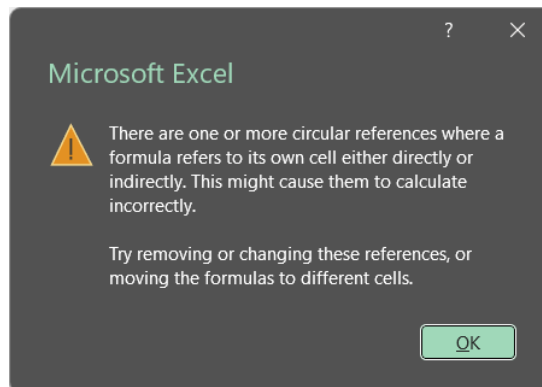 ?
Microsoft Excel
There are one or more circular references where a
formula refers to its own cell either directly or
indirectly. This might cause them to calculate
incorrectly.
Try removing or changing these references, or
moving the formulas to different cells.
OK